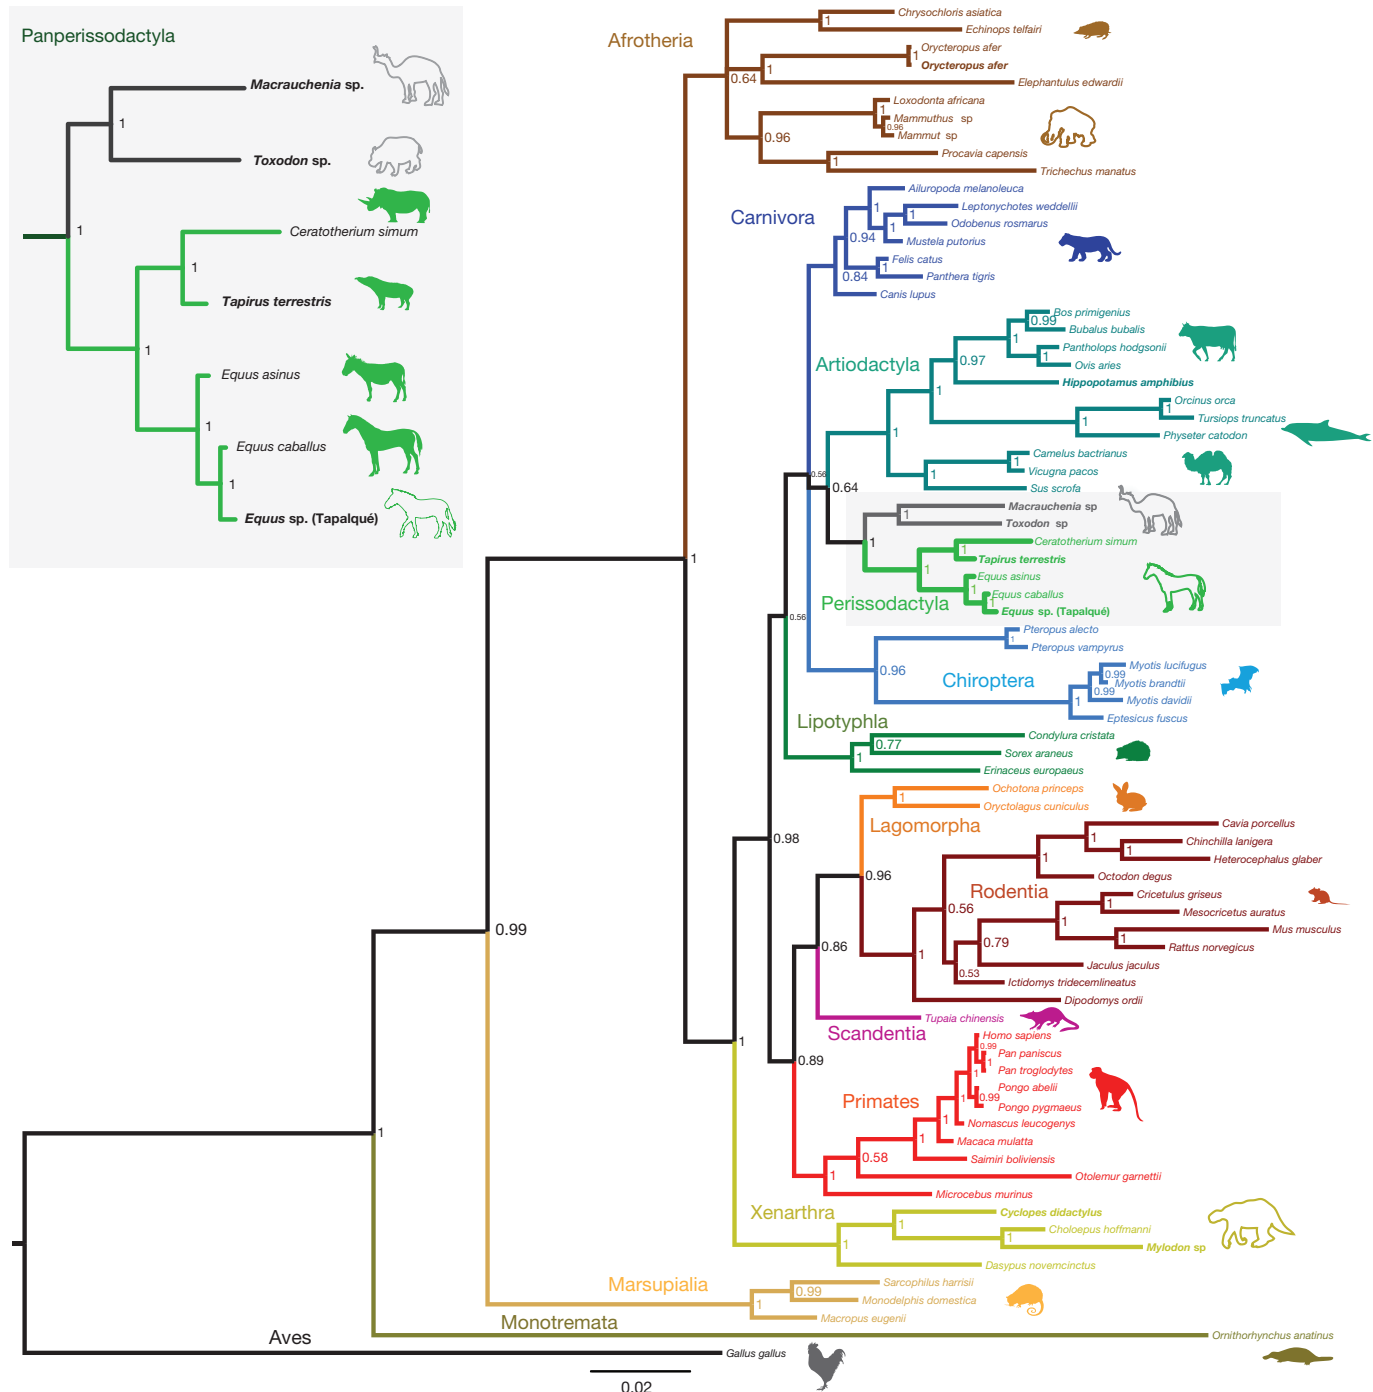 Panperissodactyla
Macrauchenia sp.
1
Toxodon sp.
1
Ceratotherium simum
1
Tapirus terrestris
1
Equus asinus
1
Equus caballus
1
Equus sp. (Tapalqué)
Afrotheria
Chrysochloris asiatica
1
Echinops telfairi
Orycteropus afer
1
Orycteropus afer
1
0.64
Elephantulus edwardii
Loxodonta africana
1
Mammuthus sp
0.96
Mammut sp
0.96
Procavia capensis
1
Trichechus manatus
Carnivora
Ailuropoda melanoleuca
1
Leptonychotes weddellii
1
Odobenus rosmarus
1
Mustela putorius
0.94
Felis catus
1
0.84
Panthera tigris
Canis lupus
Artiodactyla
Bos primigenius
0.99
Bubalus bubalis
1
Pantholops hodgsonii
1
Ovis aries
0.97
Hippopotamus amphibius
1
Orcinus orca
1
Tursiops truncatus
1
Physeter catodon
1
Camelus bactrianus
1
Vicugna pacos
1
Sus scrofa
0.56
0.64
Macrauchenia sp
1
Toxodon sp
1
Ceratotherium simum
1
Tapirus terrestris
1
Equus asinus
1
Equus caballus
1
Equus sp. (Tapalqué)
Perissodactyla
0.56
Pteropus alecto
1
Pteropus vampyrus
0.96
Chiroptera
Myotis lucifugus
0.99
Myotis brandtii
0.99
Myotis davidii
1
Eptesicus fuscus
Lipotyphla
Condylura cristata
0.77
Sorex araneus
1
Erinaceus europaeus
Ochotona princeps
1
Oryctolagus cuniculus
Lagomorpha
0.98
Cavia porcellus
1
Chinchilla lanigera
1
Heterocephalus glaber
1
Octodon degus
0.96
Rodentia
Cricetulus griseus
1
Mesocricetus auratus
0.56
1
Mus musculus
1
Rattus norvegicus
0.79
Jaculus jaculus
0.86
1
0.53
Ictidomys tridecemlineatus
Dipodomys ordii
Tupaia chinensis
Scandentia
0.99
1
1
Homo sapiens
0.99
Pan paniscus
1
Pan troglodytes
0.89
1
Pongo abelii
0.99
Pongo pygmaeus
Primates
1
Nomascus leucogenys
1
Macaca mulatta
1
Saimiri boliviensis
0.58
Otolemur garnettii
1
Microcebus murinus
Xenarthra
Cyclopes didactylus
1
Choloepus hoffmanni
1
Mylodon sp
1
Dasypus novemcinctus
1
Marsupialia
Sarcophilus harrisii
0.99
Monodelphis domestica
1
Macropus eugenii
Monotremata
Ornithorhynchus anatinus
Aves
Gallus gallus
0.02